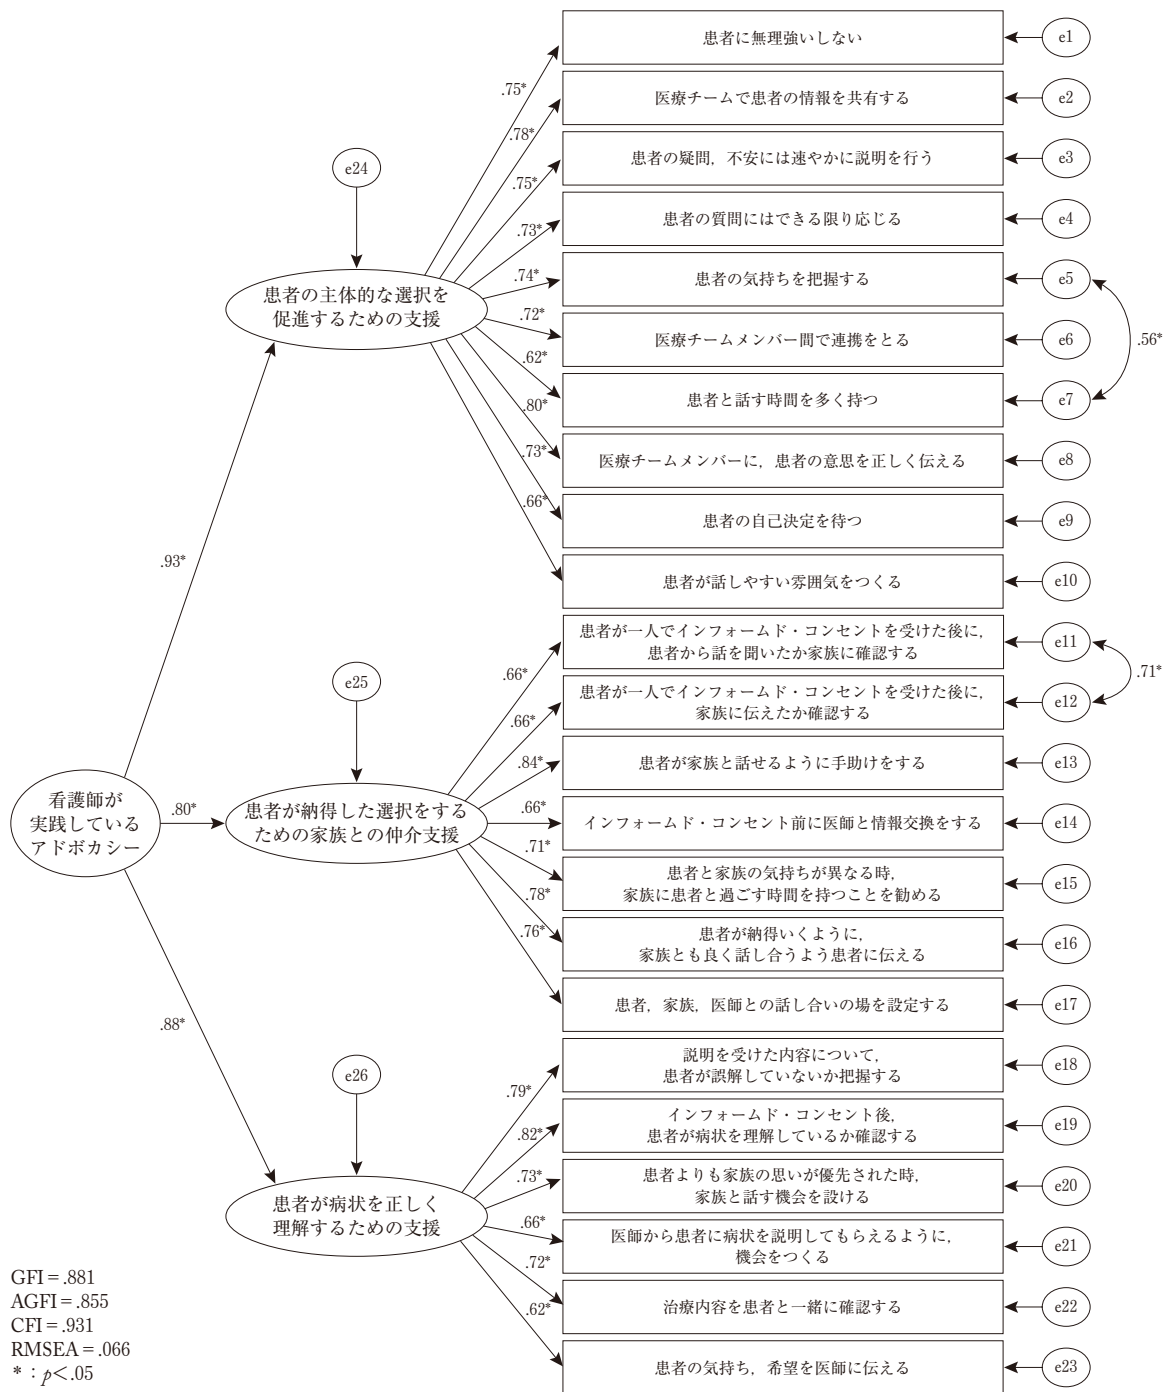 患者に無理強いしない
e1
.75*
医療チームで患者の情報を共有する
e2
.78*
患者の疑問，不安には速やかに説明を行う
e3
.75*
e24
患者の質問にはできる限り応じる
e4
.73*
患者の気持ちを把握する
e5
.74*
患者の主体的な選択を
促進するための支援
医療チームメンバー間で連携をとる
e6
.72*
.56*
患者と話す時間を多く持つ
e7
.62*
医療チームメンバーに，患者の意思を正しく伝える
e8
.80*
患者の自己決定を待つ
e9
.73*
患者が話しやすい雰囲気をつくる
e10
.66*
.93*
患者が一人でインフォームド・コンセントを受けた後に，
患者から話を聞いたか家族に確認する
e11
.66*
.71*
e25
患者が一人でインフォームド・コンセントを受けた後に，
家族に伝えたか確認する
e12
.66*
患者が家族と話せるように手助けをする
e13
.84*
看護師が
実践している
アドボカシー
.80*
患者が納得した選択をする
ための家族との仲介支援
インフォームド・コンセント前に医師と情報交換をする
e14
.66*
患者と家族の気持ちが異なる時，
家族に患者と過ごす時間を持つことを勧める
e15
.71*
患者が納得いくように，
家族とも良く話し合うよう患者に伝える
e16
.78*
患者，家族，医師との話し合いの場を設定する
e17
.76*
.88*
説明を受けた内容について，
患者が誤解していないか把握する
e18
.79*
e26
インフォームド・コンセント後，
患者が病状を理解しているか確認する
e19
.82*
患者よりも家族の思いが優先された時，
家族と話す機会を設ける
e20
.73*
患者が病状を正しく
理解するための支援
医師から患者に病状を説明してもらえるように，
機会をつくる
e21
.66*
治療内容を患者と一緒に確認する
e22
.72*
患者の気持ち，希望を医師に伝える
e23
.62*
GFI＝.881
AGFI＝.855
CFI＝.931
RMSEA＝.066
*：p＜.05